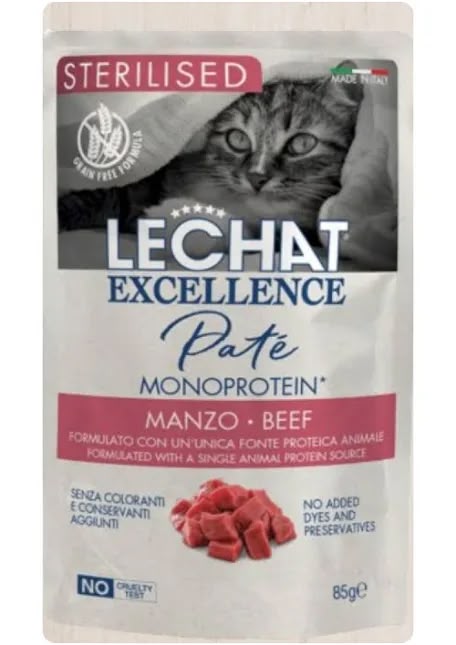 STERILISED
MADE IN ITALY
GRAIN FREE FORMULA
LECHAT
EXCELLENCE
Paté
MONOPROTEIN*
MANZO • BEEF
FORMULATO CON UN'UNICA FONTE PROTEICA ANIMALE
FORMULATED WITH A SINGLE ANIMAL PROTEIN SOURCE
SENZA COLORANTI
E CONSERVANTI
AGGIUNTI
NO ADDED
DYES AND
PRESERVATIVES
NO CRUELTY
TEST
85g℮